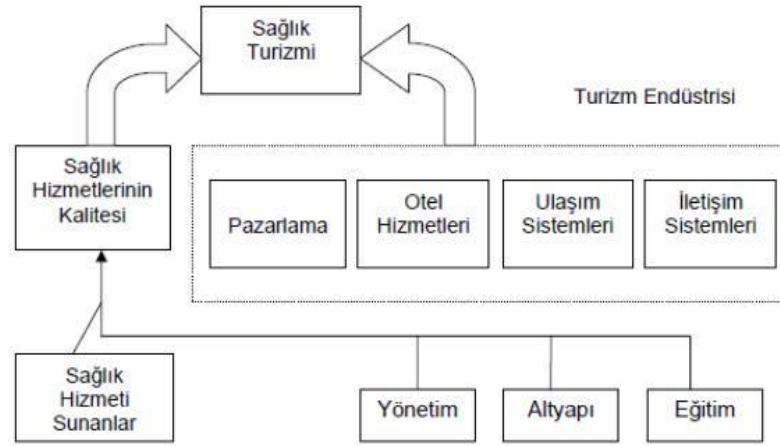 Sağlık
Turizmi
Turizm Endüstrisi
Sağlık
Hizmetlerinin
Kalitesi
Pazarlama
Otel
Hizmetleri
Ulaşım
Sistemleri
İletişim
Sistemleri
Sağlık
Hizmeti
Sunanlar
Yönetim
Altyapı
Eğitim